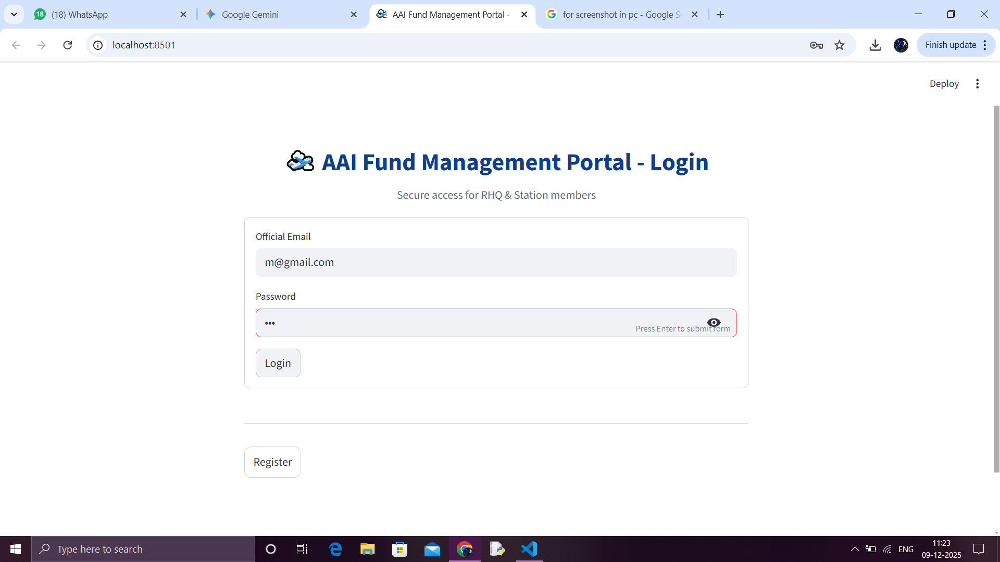 18 (18) WhatsApp
Google Gemini
AAI Fund Management Portal -
for screenshot in pc - Google Se
localhost:8501
Finish update
Deploy
AAI Fund Management Portal - Login
Secure access for RHQ & Station members
Official Email
m@gmail.com
Password
•••
Press Enter to submit form
Login
Register
Type here to search
ENG
11:23
09-12-2025